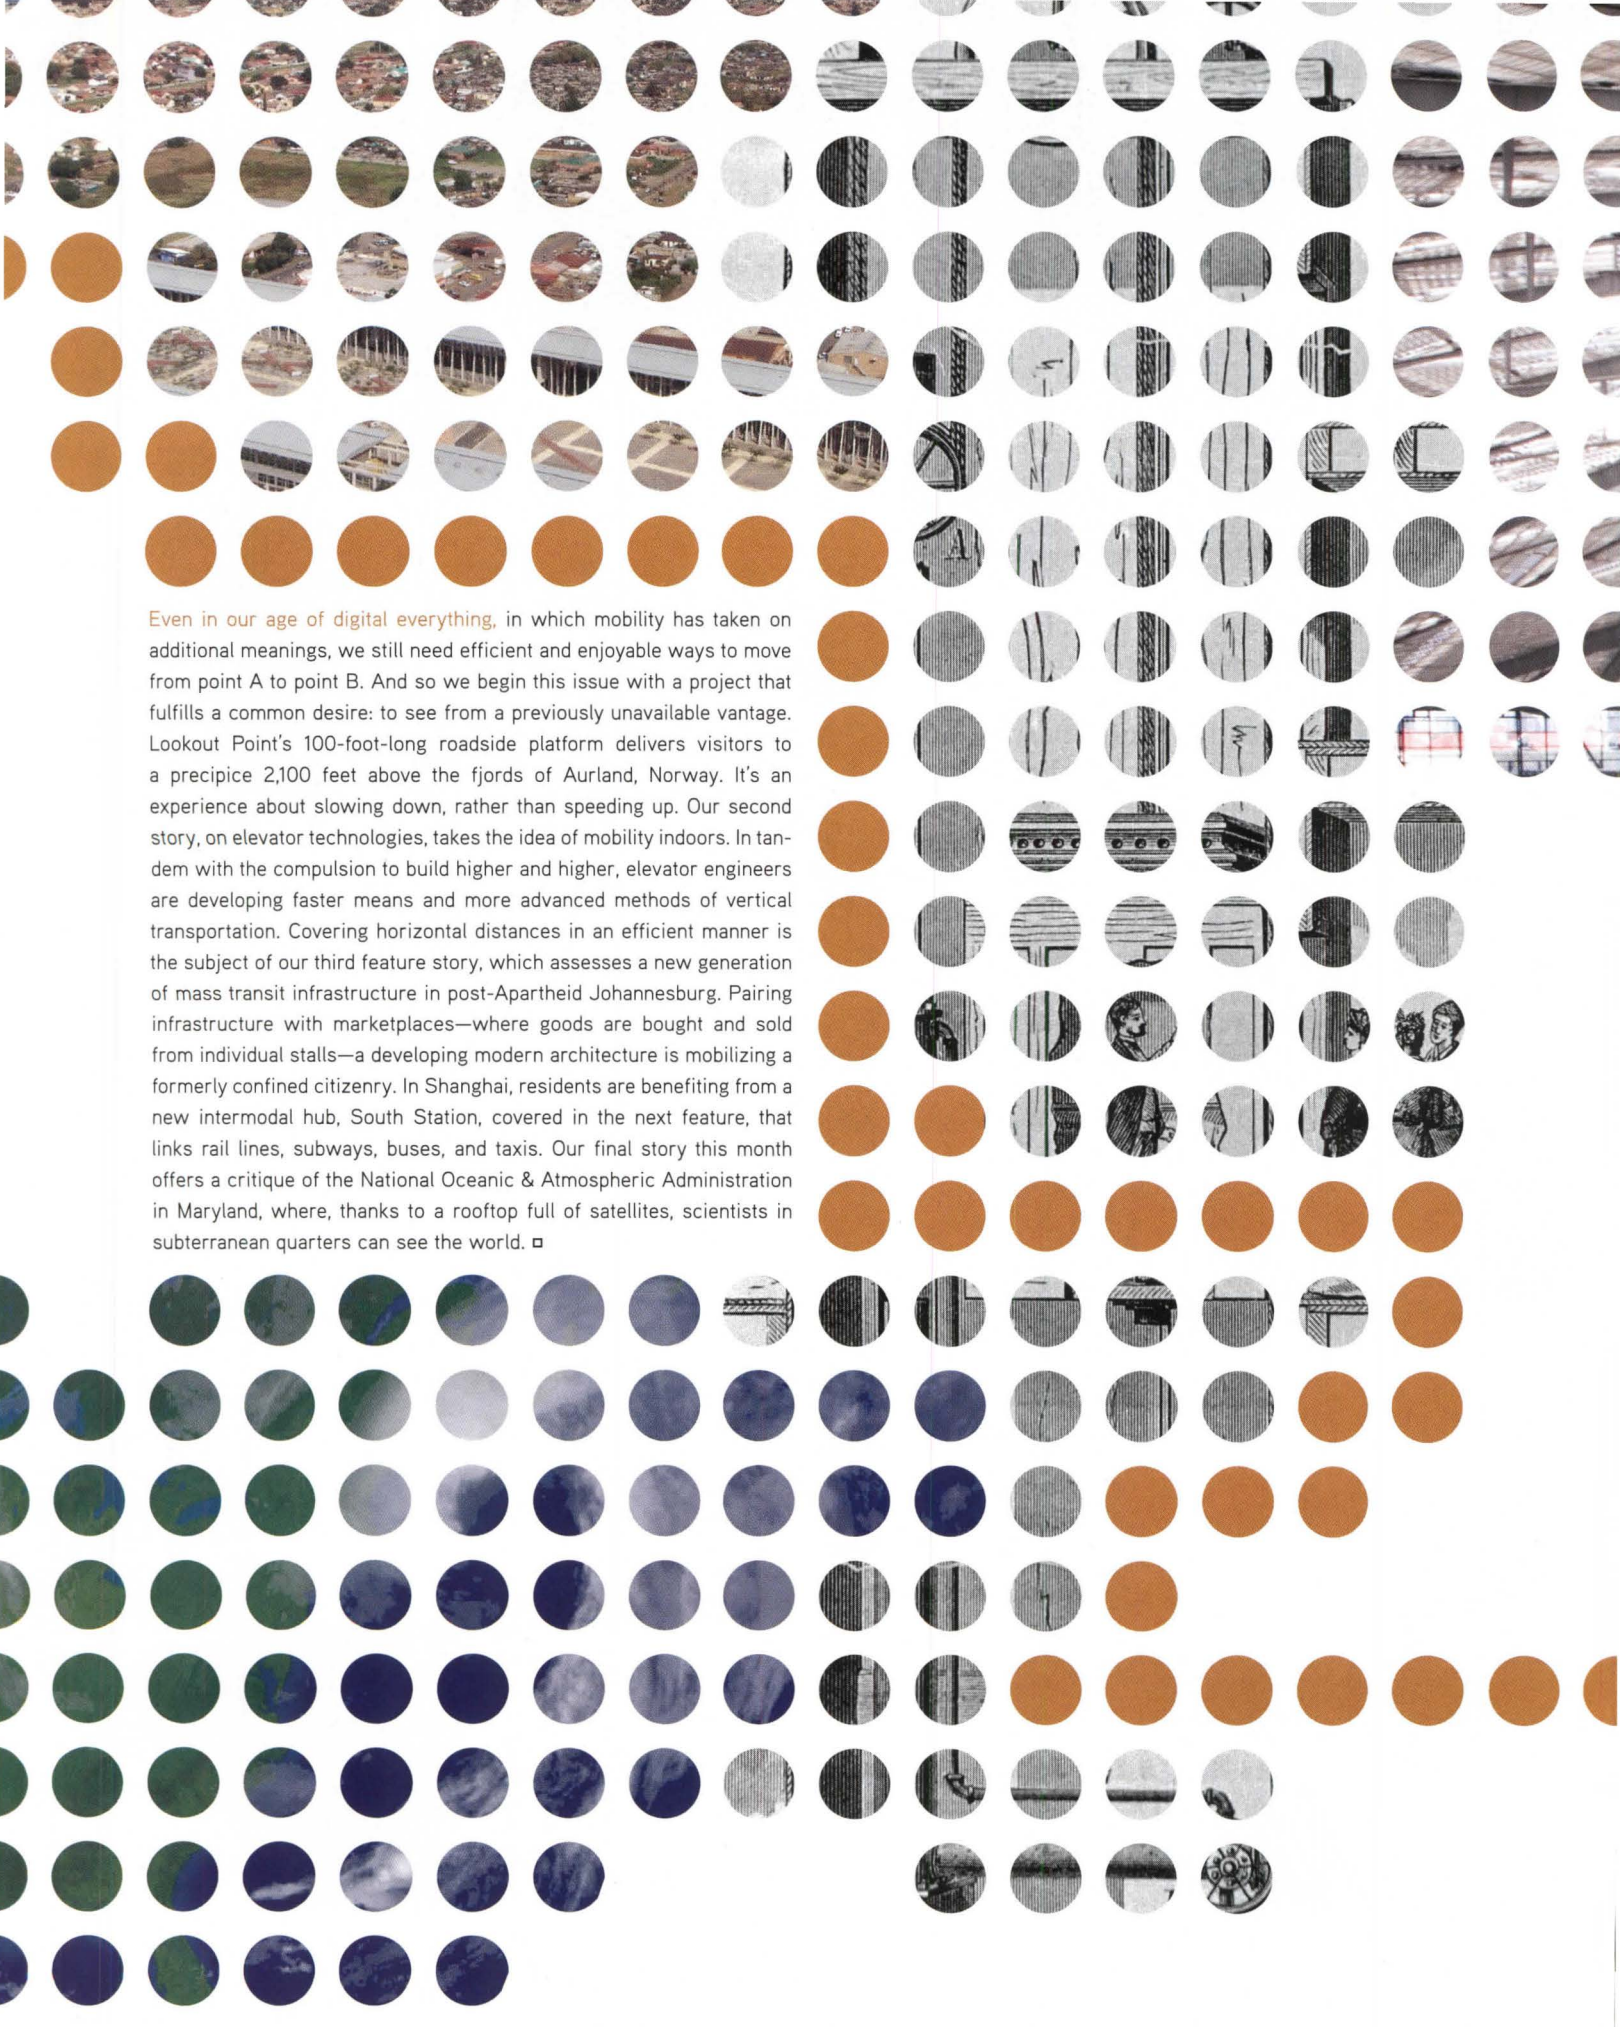 Even in our age of digital everything, in which mobility has taken on
additional meanings, we still need efficient and enjoyable ways to move
from point A to point B. And so we begin this issue with a project that
fulfills a common desire: to see from a previously unavailable vantage.
Lookout Point's 100-foot-long roadside platform delivers visitors to
a precipice 2,100 feet above the fjords of Aurland, Norway. It's an
experience about slowing down, rather than speeding up. Our second
story, on elevator technologies, takes the idea of mobility indoors. In tan-
dem with the compulsion to build higher and higher, elevator engineers
are developing faster means and more advanced methods of vertical
transportation. Covering horizontal distances in an efficient manner is
the subject of our third feature story, which assesses a new generation
of mass transit infrastructure in post-Apartheid Johannesburg. Pairing
infrastructure with marketplaces—where goods are bought and sold
from individual stalls—a developing modern architecture is mobilizing a
formerly confined citizenry. In Shanghai, residents are benefiting from a
new intermodal hub, South Station, covered in the next feature, that
links rail lines, subways, buses, and taxis. Our final story this month
offers a critique of the National Oceanic & Atmospheric Administration
in Maryland, where, thanks to a rooftop full of satellites, scientists in
subterranean quarters can see the world.
A